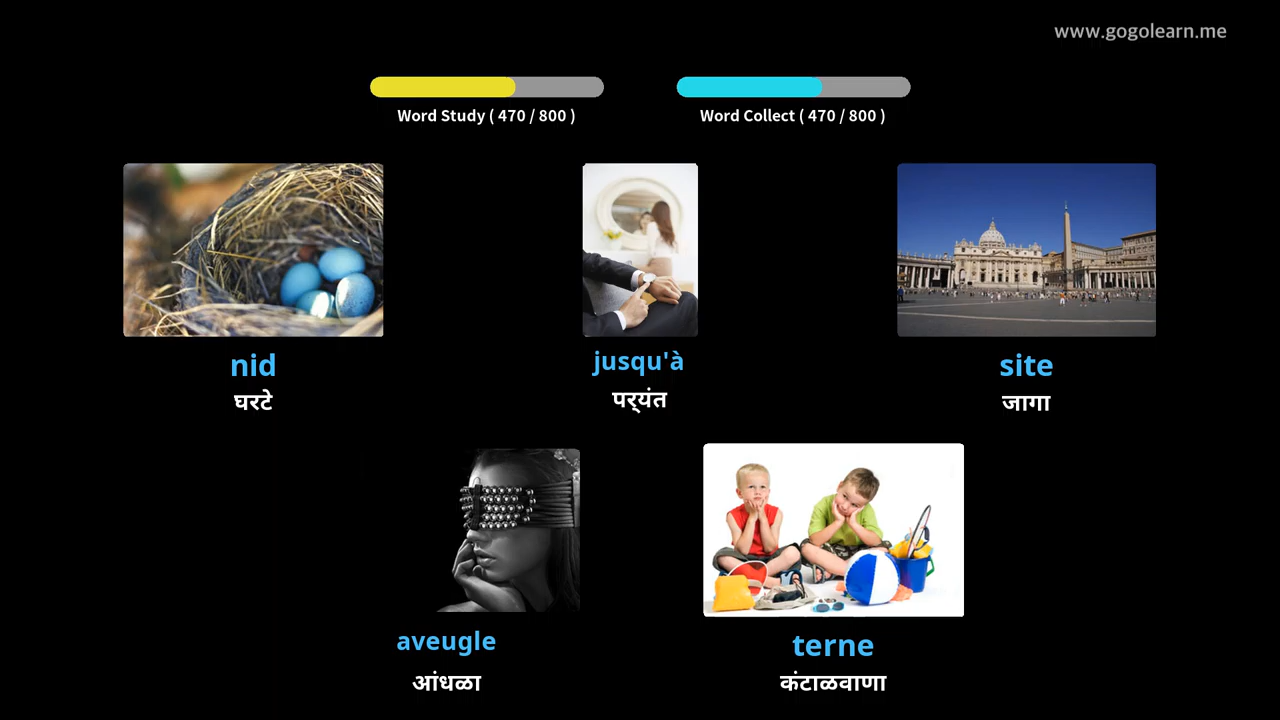 www.gogolearn.me
Word Study ( 470 / 800 )
Word Collect ( 470 / 800 )
nid
घरटे
jusqu'à
पर्‍यंत
site
जागा
aveugle
आंधळा
terne
कंटाळवाणा